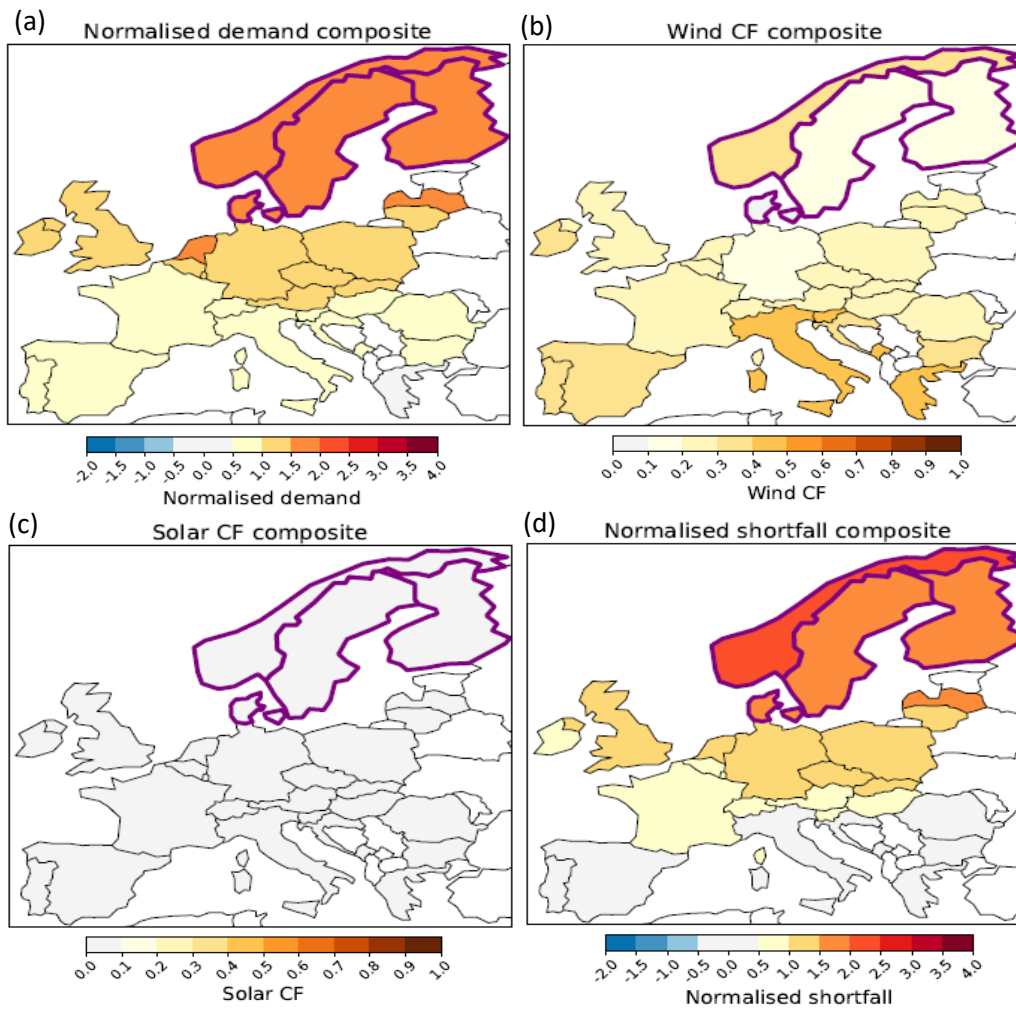 (a)
Normalised demand composite
-2.0 -1.5 -1.0 -0.5 0.0 0.5 1.0 1.5 2.0 2.5 3.0 3.5 4.0
Normalised demand
(b)
Wind CF composite
0.0 0.1 0.2 0.3 0.4 0.5 0.6 0.7 0.8 0.9 1.0
Wind CF
(c)
Solar CF composite
0.0 0.1 0.2 0.3 0.4 0.5 0.6 0.7 0.8 0.9 1.0
Solar CF
(d)
Normalised shortfall composite
-2.0 -1.5 -1.0 -0.5 0.0 0.5 1.0 1.5 2.0 2.5 3.0 3.5 4.0
Normalised shortfall